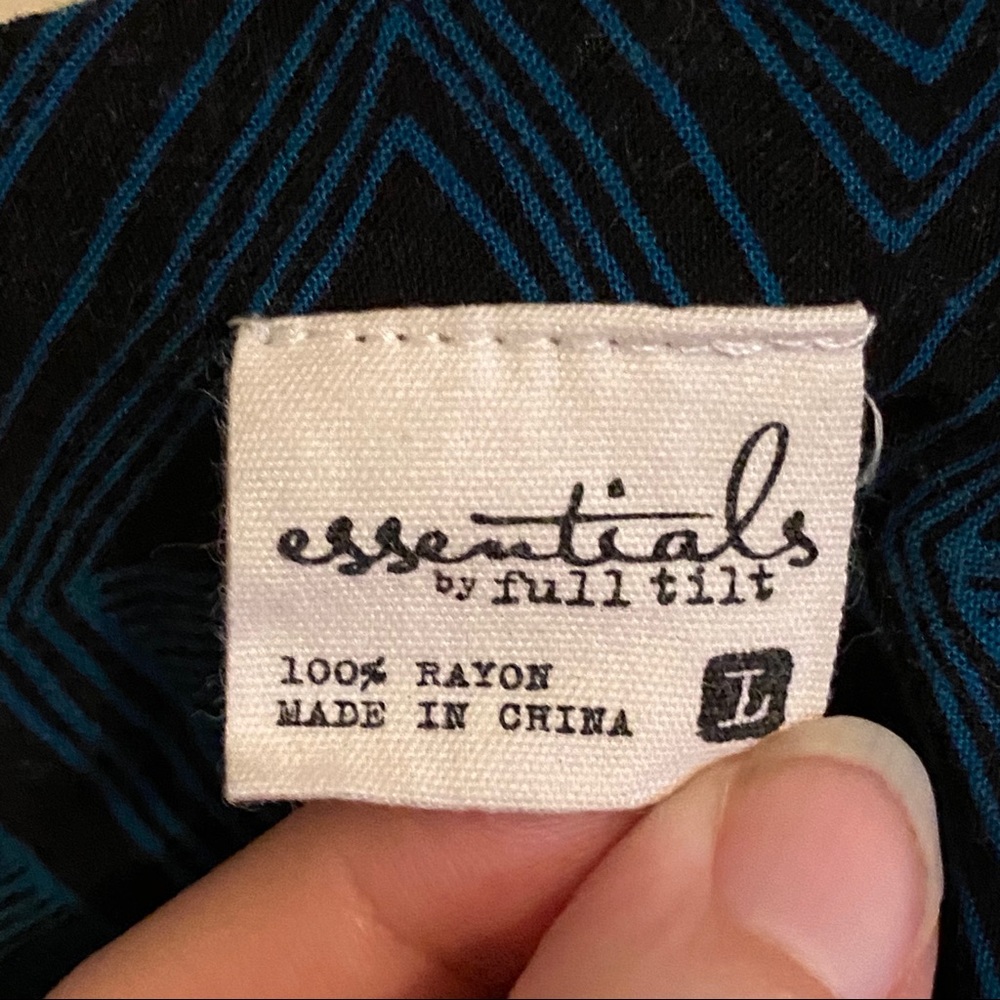 essentials
by full tilt
100% RAYON
MADE IN CHINA
L